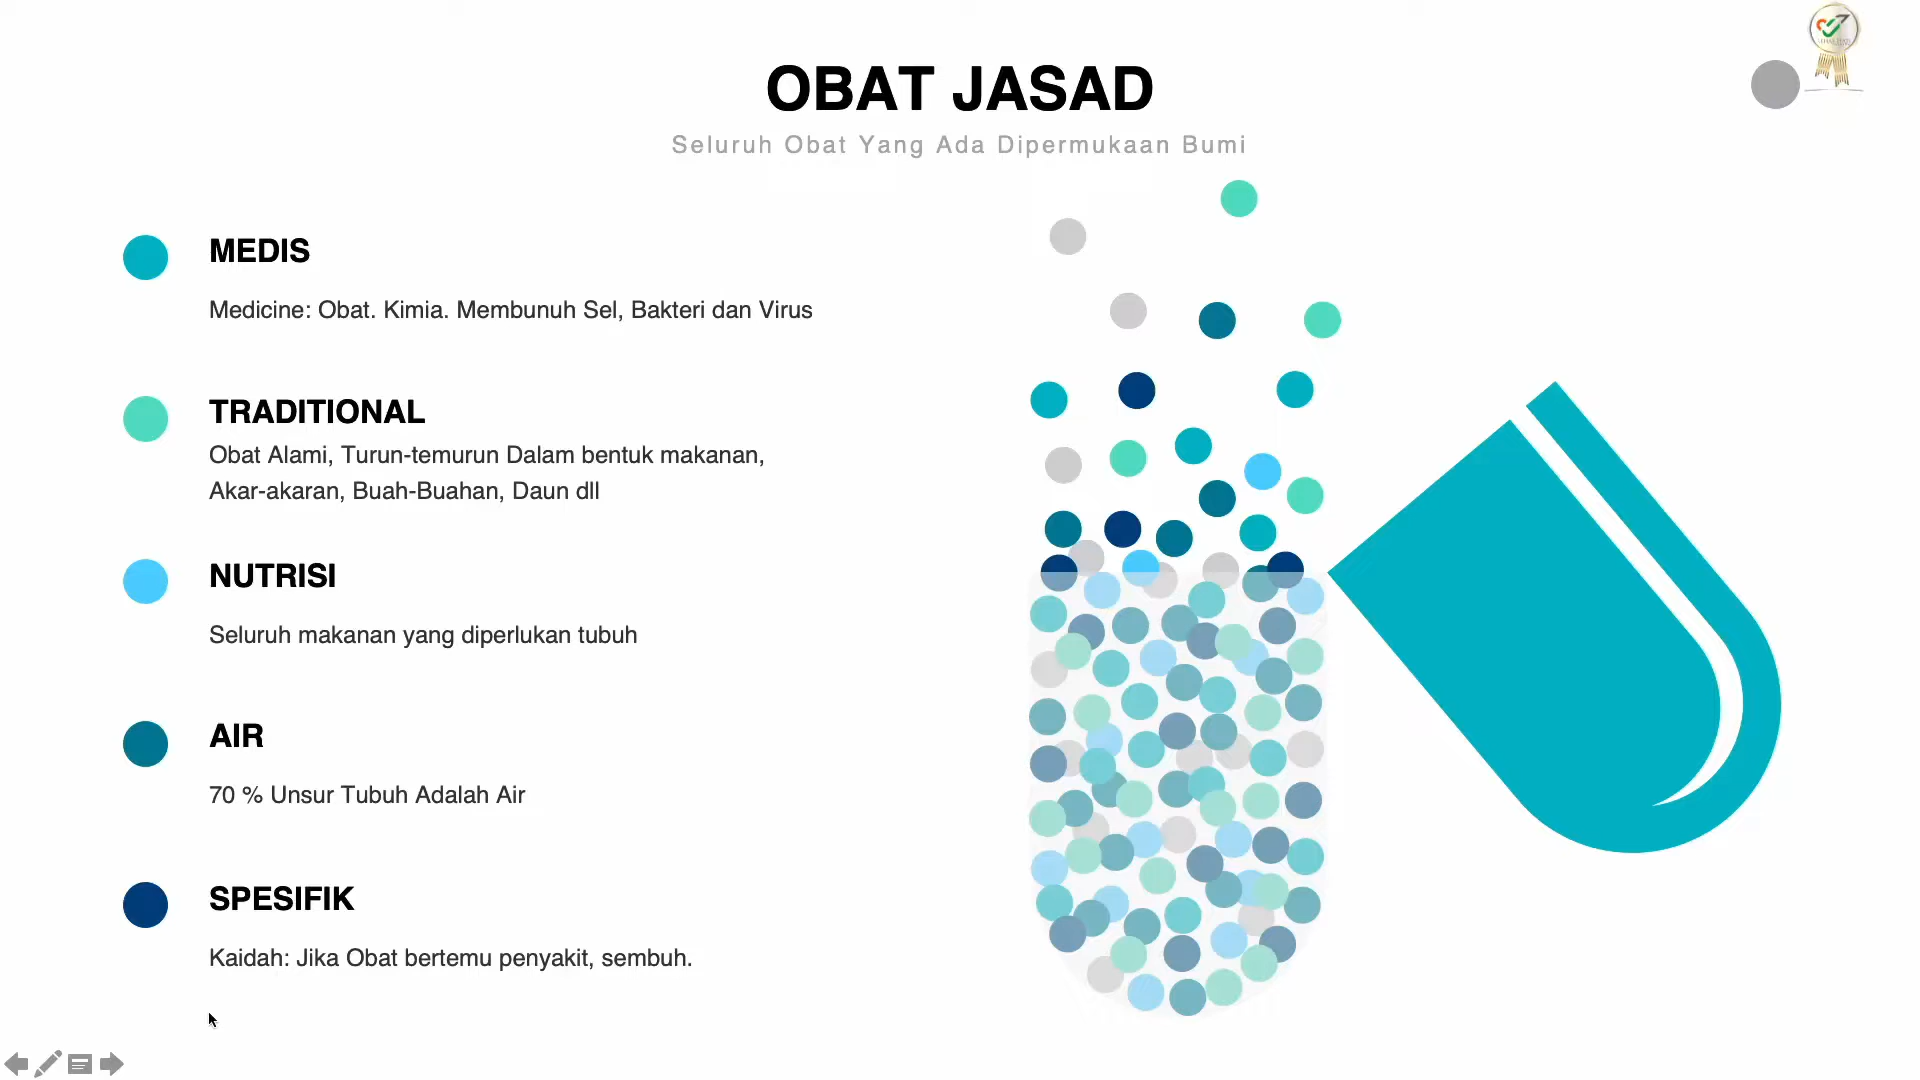 OBAT JASAD
Seluruh Obat Yang Ada Dipermukaan Bumi
MEDIS
Medicine: Obat. Kimia. Membunuh Sel, Bakteri dan Virus
TRADITIONAL
Obat Alami, Turun-temurun Dalam bentuk makanan,
Akar-akaran, Buah-Buahan, Daun dll
NUTRISI
Seluruh makanan yang diperlukan tubuh
AIR
70 % Unsur Tubuh Adalah Air
SPESIFIK
Kaidah: Jika Obat bertemu penyakit, sembuh.